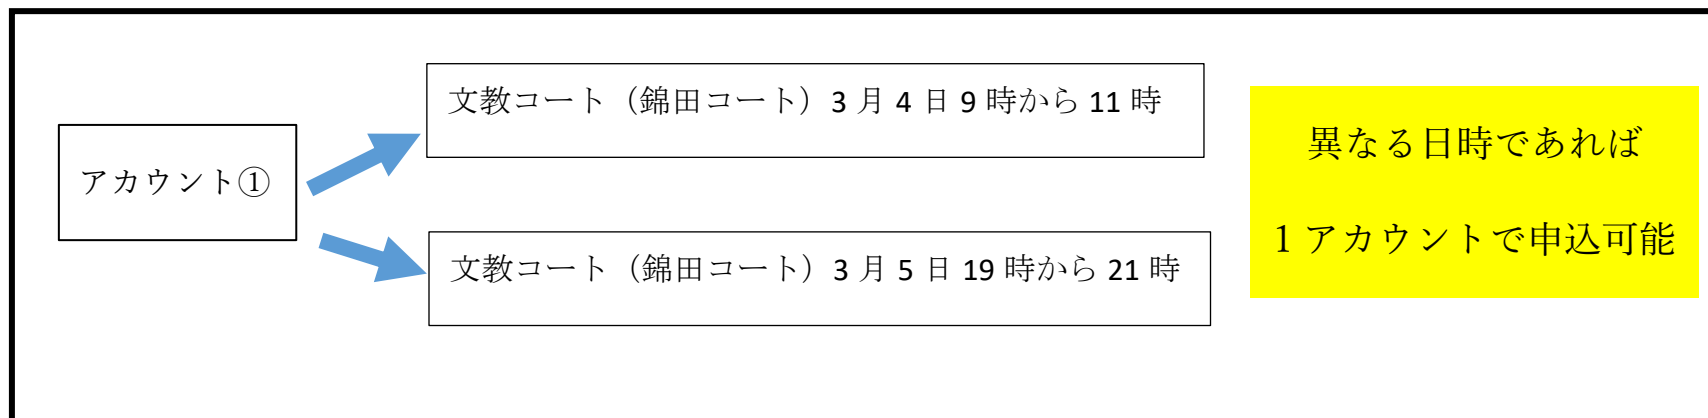 文教コート（錦田コート）3 月 4 日 9 時から 11 時
アカウント①
文教コート（錦田コート）3 月 5 日 19 時から 21 時
異なる日時であれば
1 アカウントで申込可能